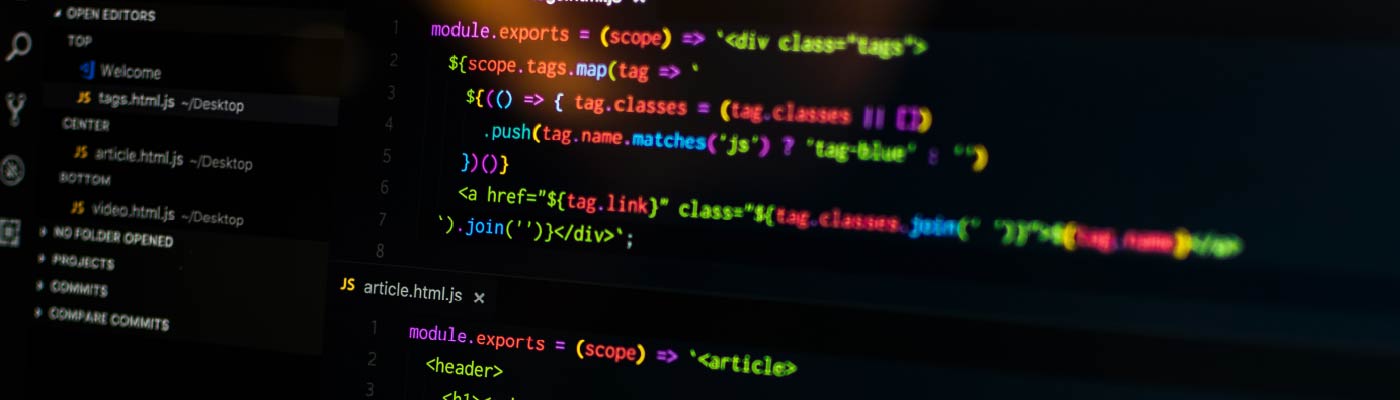 OPEN EDITORS
TOP
Welcome
JS tags.html.js ~/Desktop
CENTER
JS article.html.js ~/Desktop
BOTTOM
JS video.html.js ~/Desktop
NO FOLDER OPENED
PROJECTS
COMMITS
COMPARE COMMITS
1 module.exports = (scope) => `<div class="tags">
2 ${scope.tags.map(tag => `
3 ${(() => { tag.classes = (tag.classes || [])
4 .push(tag.name.matches('js') ? 'tag-blue' : '')
5 })()}
6 <a href="${tag.link}" class="${tag.classes.join(' ')}">${tag.name}</a>
7 `).join('')}</div>`;
8
JS article.html.js ×
1 module.exports = (scope) => `<article>
2 <header>
3 <h1>